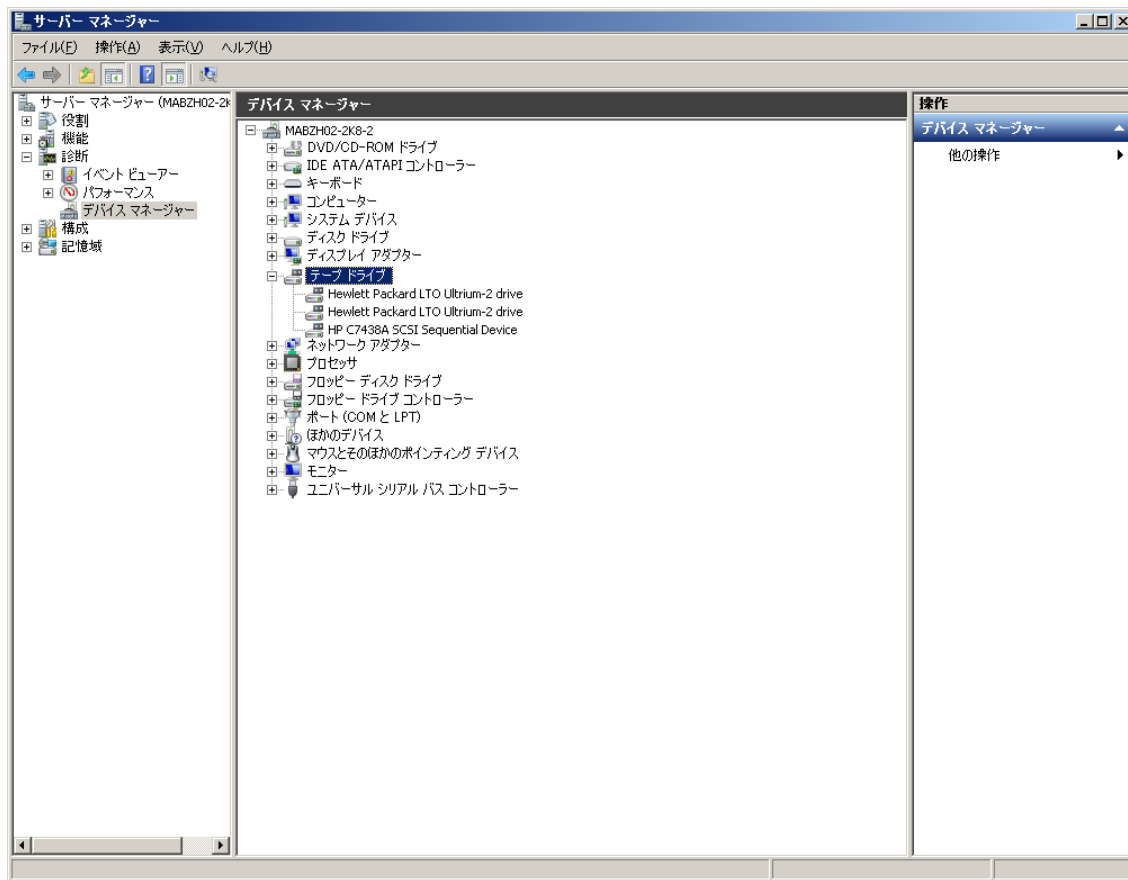 サーバー マネージャー
ファイル(F) 操作(A) 表示(V) ヘルプ(H)
サーバー マネージャー (MABZH02-2K
役割
機能
診断
イベント ビューアー
パフォーマンス
デバイス マネージャー
構成
記憶域
デバイス マネージャー
MABZH02-2K8-2
DVD/CD-ROM ドライブ
IDE ATA/ATAPI コントローラー
キーボード
コンピューター
システム デバイス
ディスク ドライブ
ディスプレイ アダプター
テープ ドライブ
Hewlett Packard LTO Ultrium-2 drive
Hewlett Packard LTO Ultrium-2 drive
HP C7438A SCSI Sequential Device
ネットワーク アダプター
プロセッサ
フロッピー ディスク ドライブ
フロッピー ドライブ コントローラー
ポート (COM と LPT)
ほかのデバイス
マウスとそのほかのポインティング デバイス
モニター
ユニバーサル シリアル バス コントローラー
操作
デバイス マネージャー
他の操作